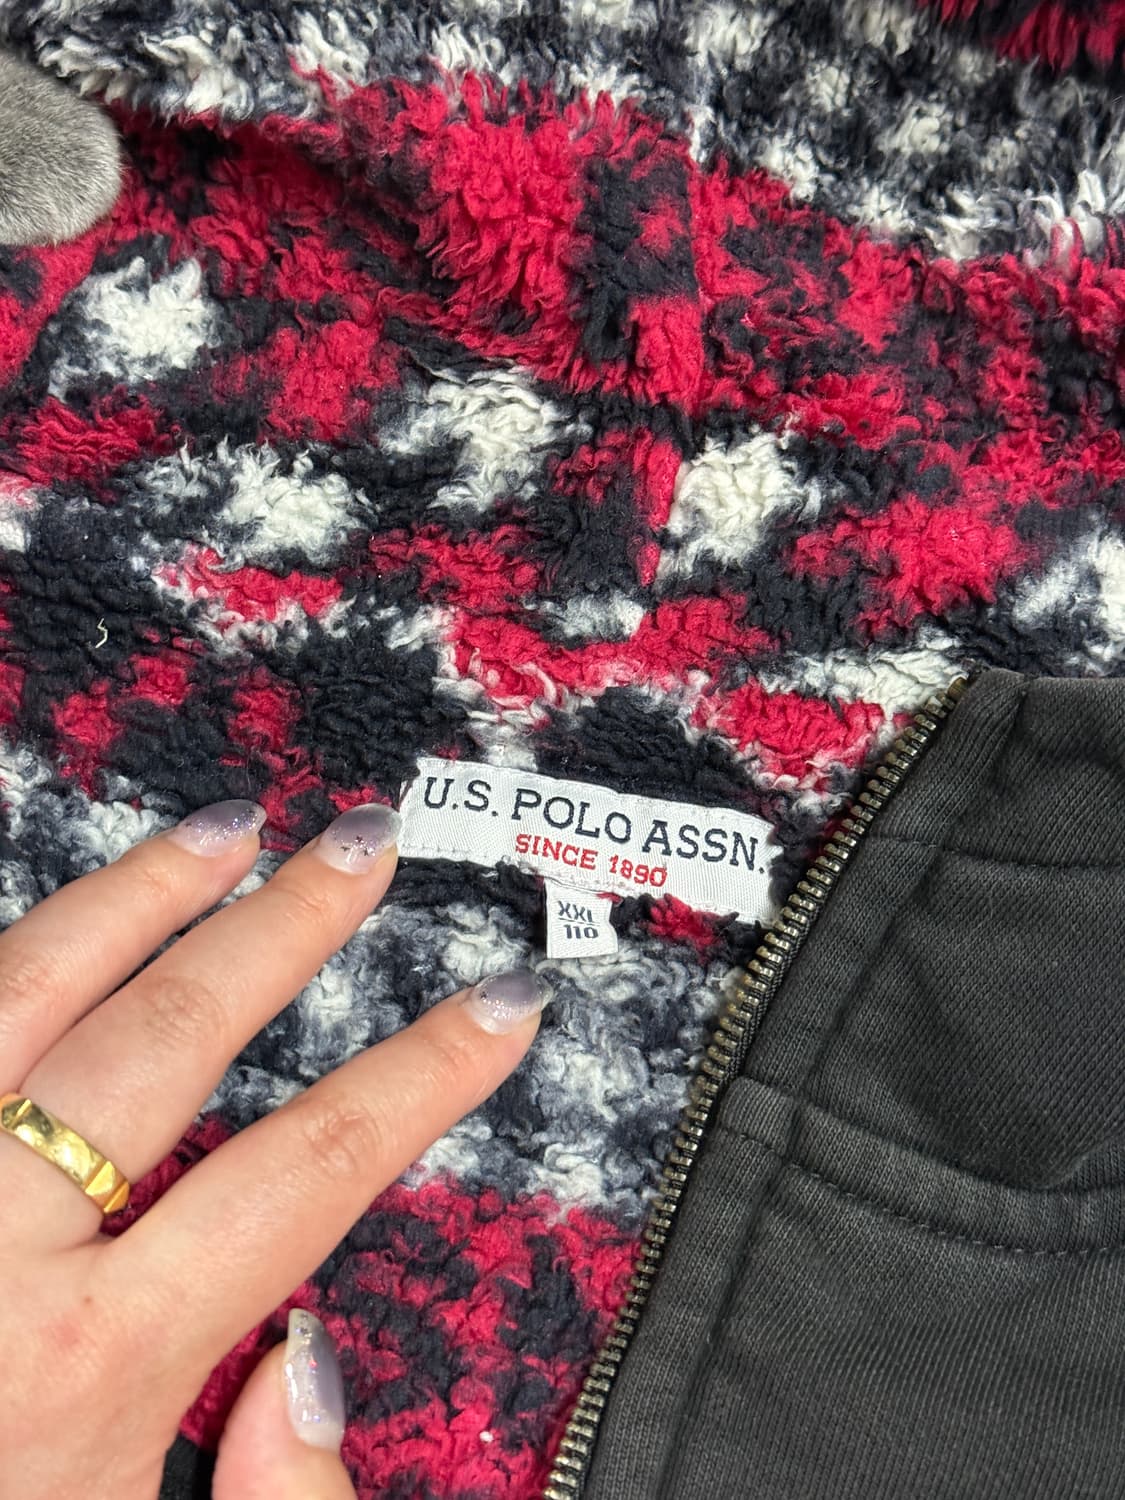 U.S. POLO ASSN.
SINCE 1890
XXL
110